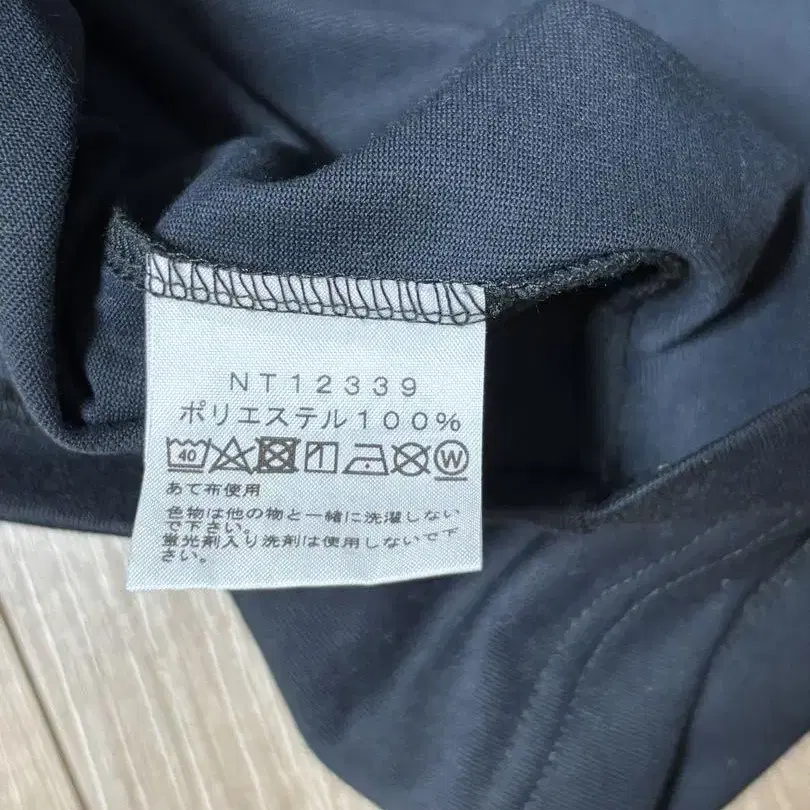 NT12339
ポリエステル100%
40 W
あて布使用
色物は他の物と一緒に洗濯しない
で下さい。
蛍光剤入り洗剤は使用しないで下
さい。